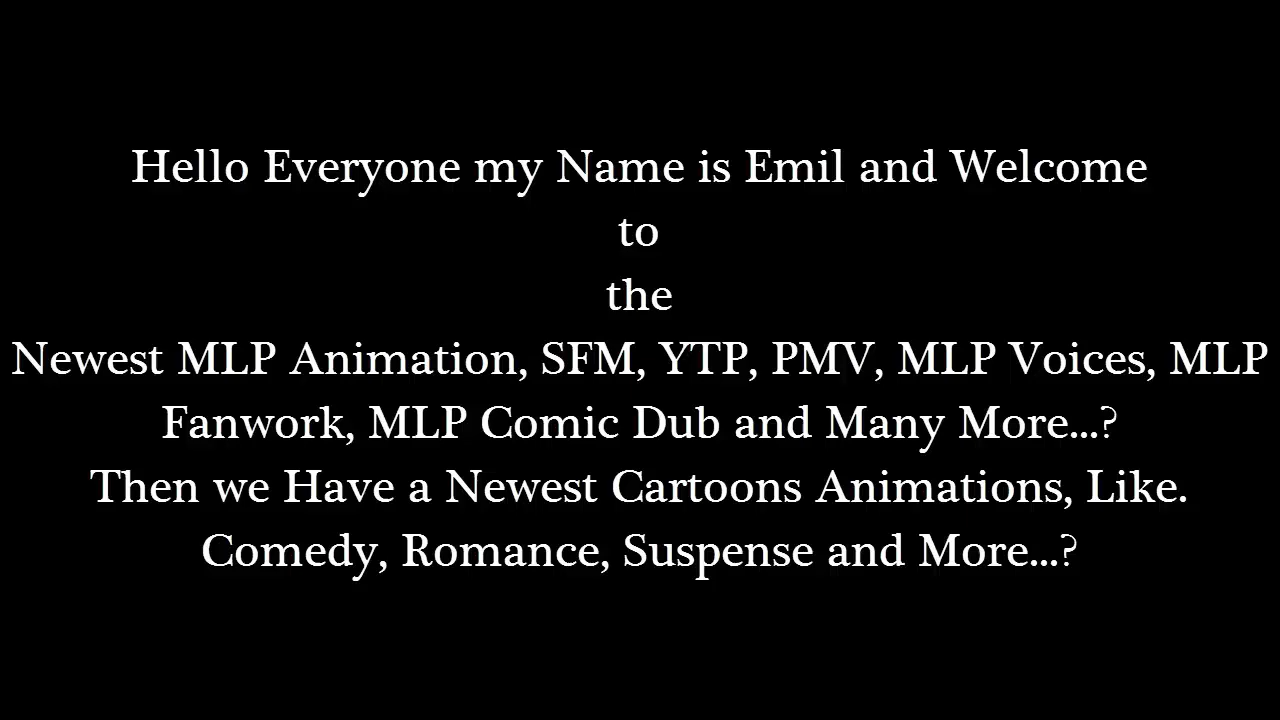 Hello Everyone my Name is Emil and Welcome
to
the
Newest MLP Animation, SFM, YTP, PMV, MLP Voices, MLP
Fanwork, MLP Comic Dub and Many More...?
Then we Have a Newest Cartoons Animations, Like.
Comedy, Romance, Suspense and More...?